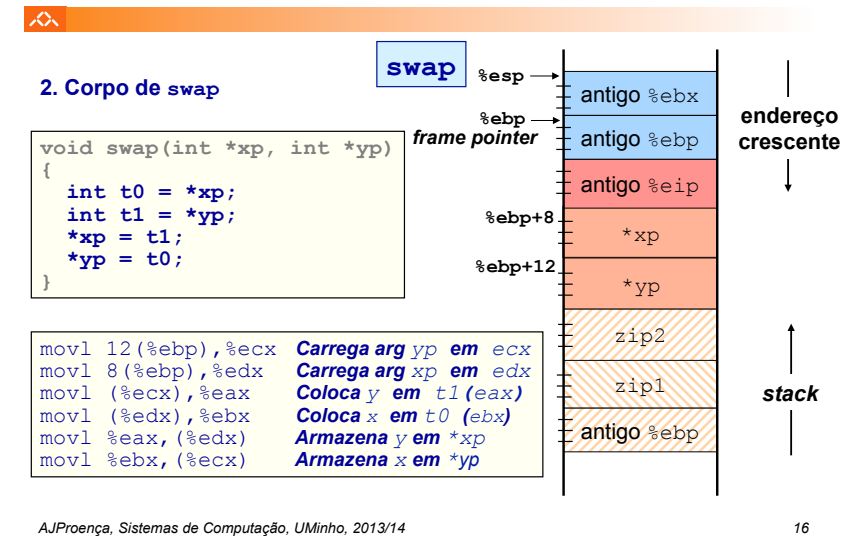 2. Corpo de swap
swap
void swap(int *xp, int *yp)
{
int t0 = *xp;
int t1 = *yp;
*xp = t1;
*yp = t0;
}
movl 12(%ebp),%ecx Carrega arg yp em ecx
movl 8(%ebp),%edx Carrega arg xp em edx
movl (%ecx),%eax Coloca y em t1(eax)
movl (%edx),%ebx Coloca x em t0 (ebx)
movl %eax,(%edx) Armazena y em *xp
movl %ebx,(%ecx) Armazena x em *yp
%esp
%ebp
frame pointer
%ebp+8
%ebp+12
antigo %ebx
antigo %ebp
antigo %eip
*xp
*yp
zip2
zip1
antigo %ebp
endereço
crescente
stack
AJProença, Sistemas de Computação, UMinho, 2013/14 16